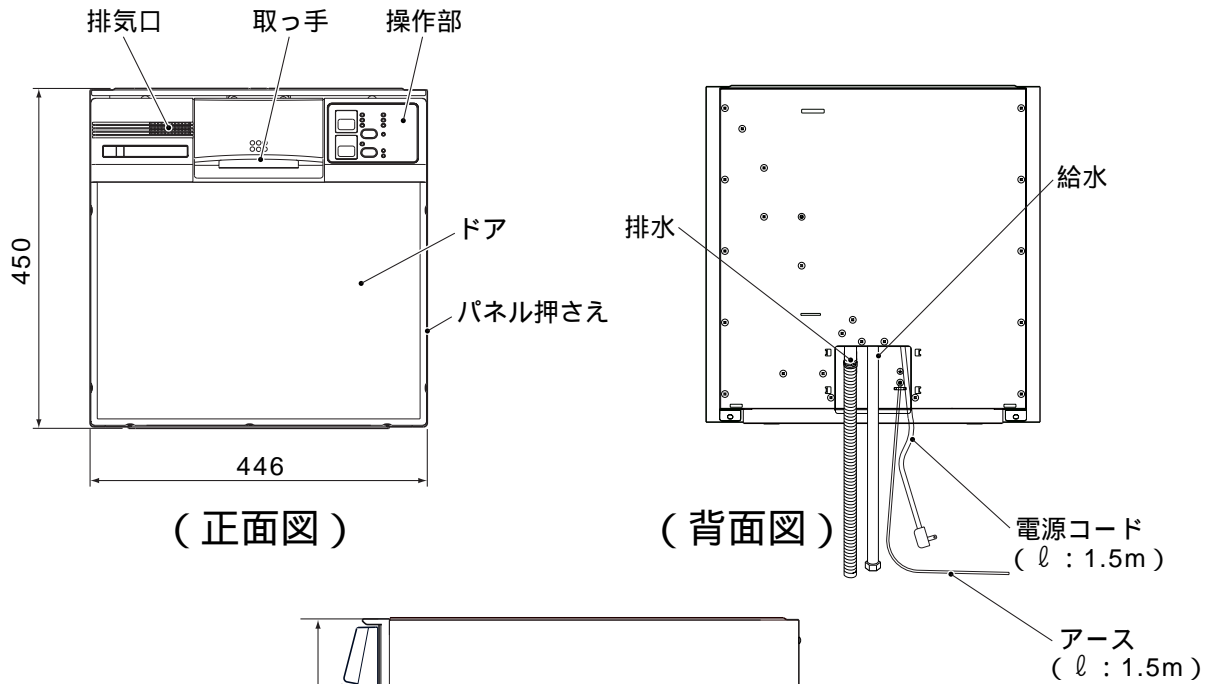 排気口
取っ手
操作部
ドア
パネル押さえ
450
446
（正面図）
排水
給水
（背面図）
電源コード
（ℓ：1.5m）
アース
（ℓ：1.5m）